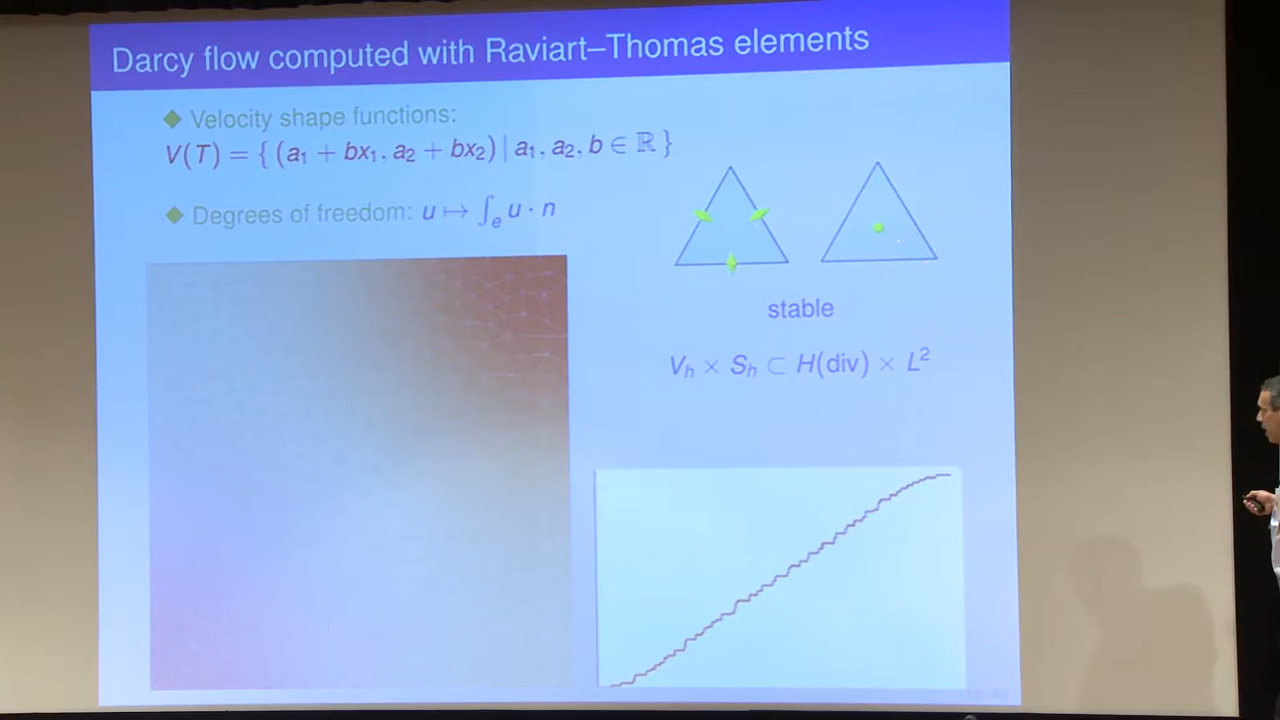 Darcy flow computed with Raviart–Thomas elements
◆ Velocity shape functions:
V(T) = { (a₁ + bx₁, a₂ + bx₂) | a₁, a₂, b ∈ ℝ }
◆ Degrees of freedom: u ↦ ∫ₑ u · n
stable
Vₕ × Sₕ ⊂ H(div) × L²